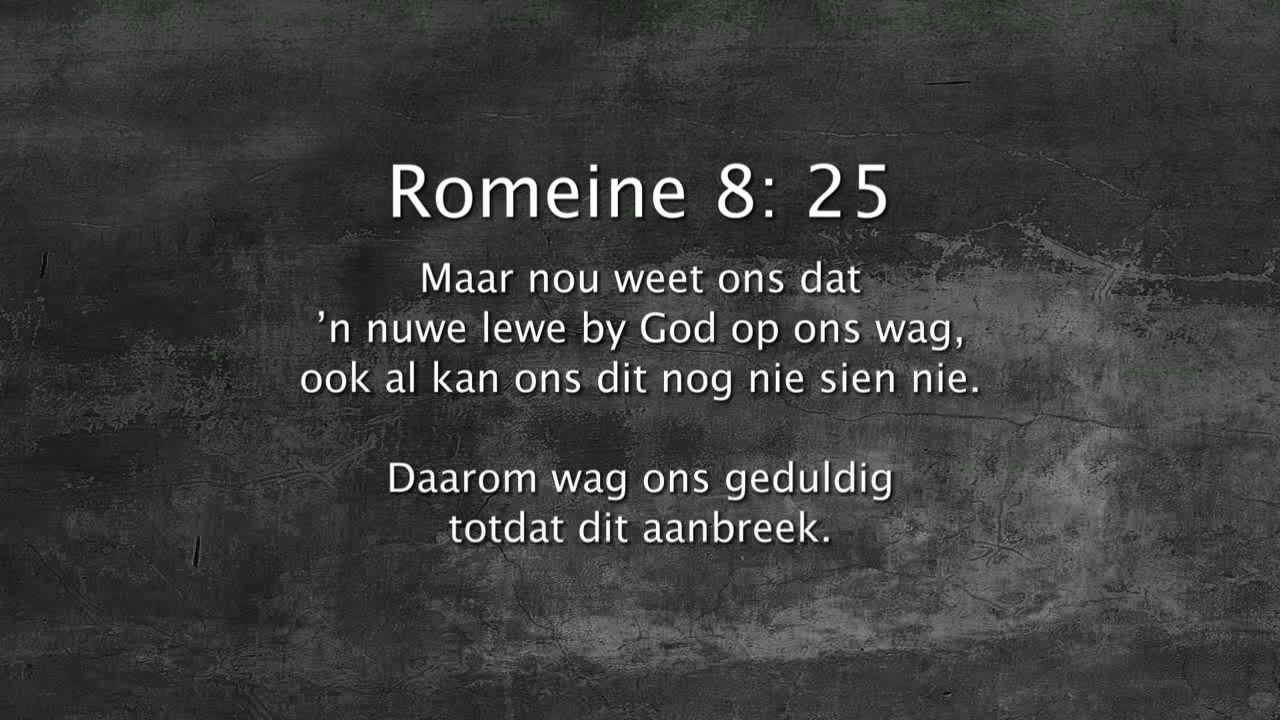 Romeine 8: 25
Maar nou weet ons dat
’n nuwe lewe by God op ons wag,
ook al kan ons dit nog nie sien nie.
Daarom wag ons geduldig
totdat dit aanbreek.